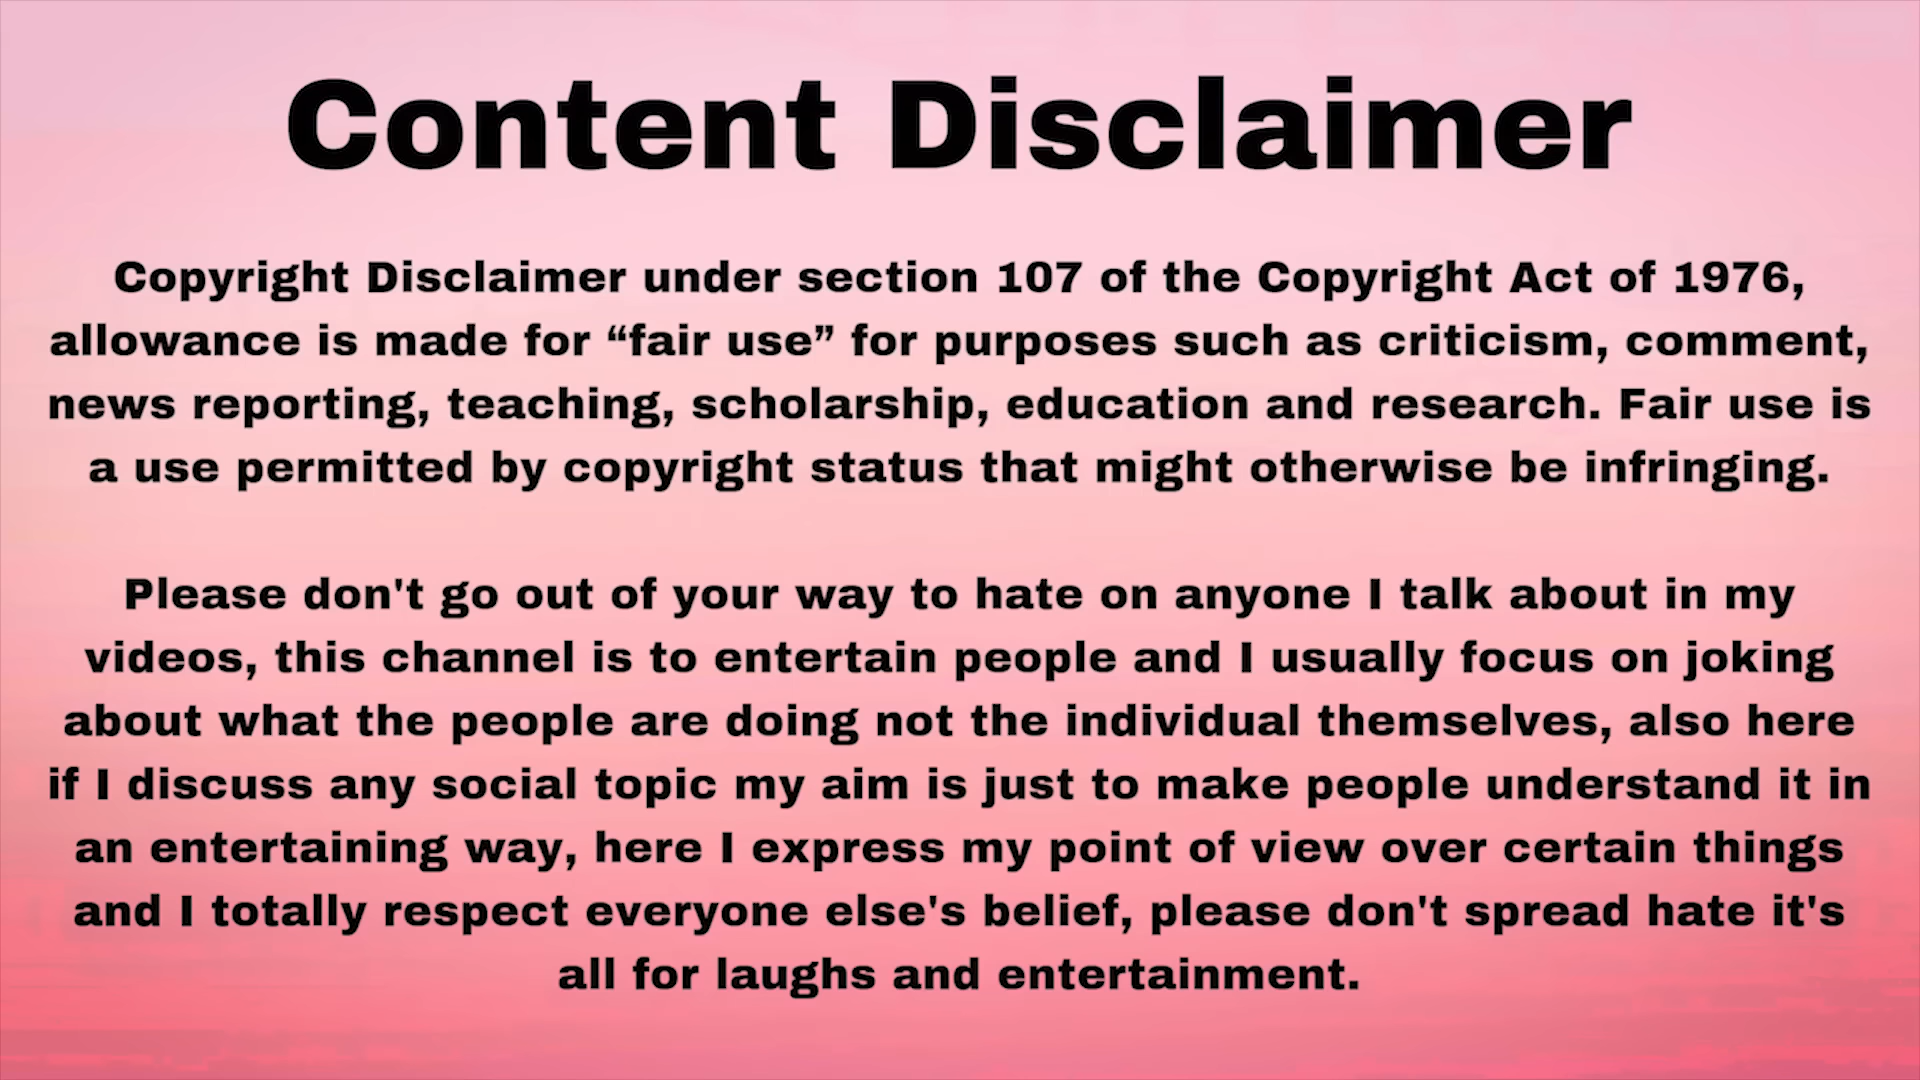 Content Disclaimer
Copyright Disclaimer under section 107 of the Copyright Act of 1976,
allowance is made for “fair use” for purposes such as criticism, comment,
news reporting, teaching, scholarship, education and research. Fair use is
a use permitted by copyright status that might otherwise be infringing.
Please don't go out of your way to hate on anyone I talk about in my
videos, this channel is to entertain people and I usually focus on joking
about what the people are doing not the individual themselves, also here
if I discuss any social topic my aim is just to make people understand it in
an entertaining way, here I express my point of view over certain things
and I totally respect everyone else's belief, please don't spread hate it's
all for laughs and entertainment.